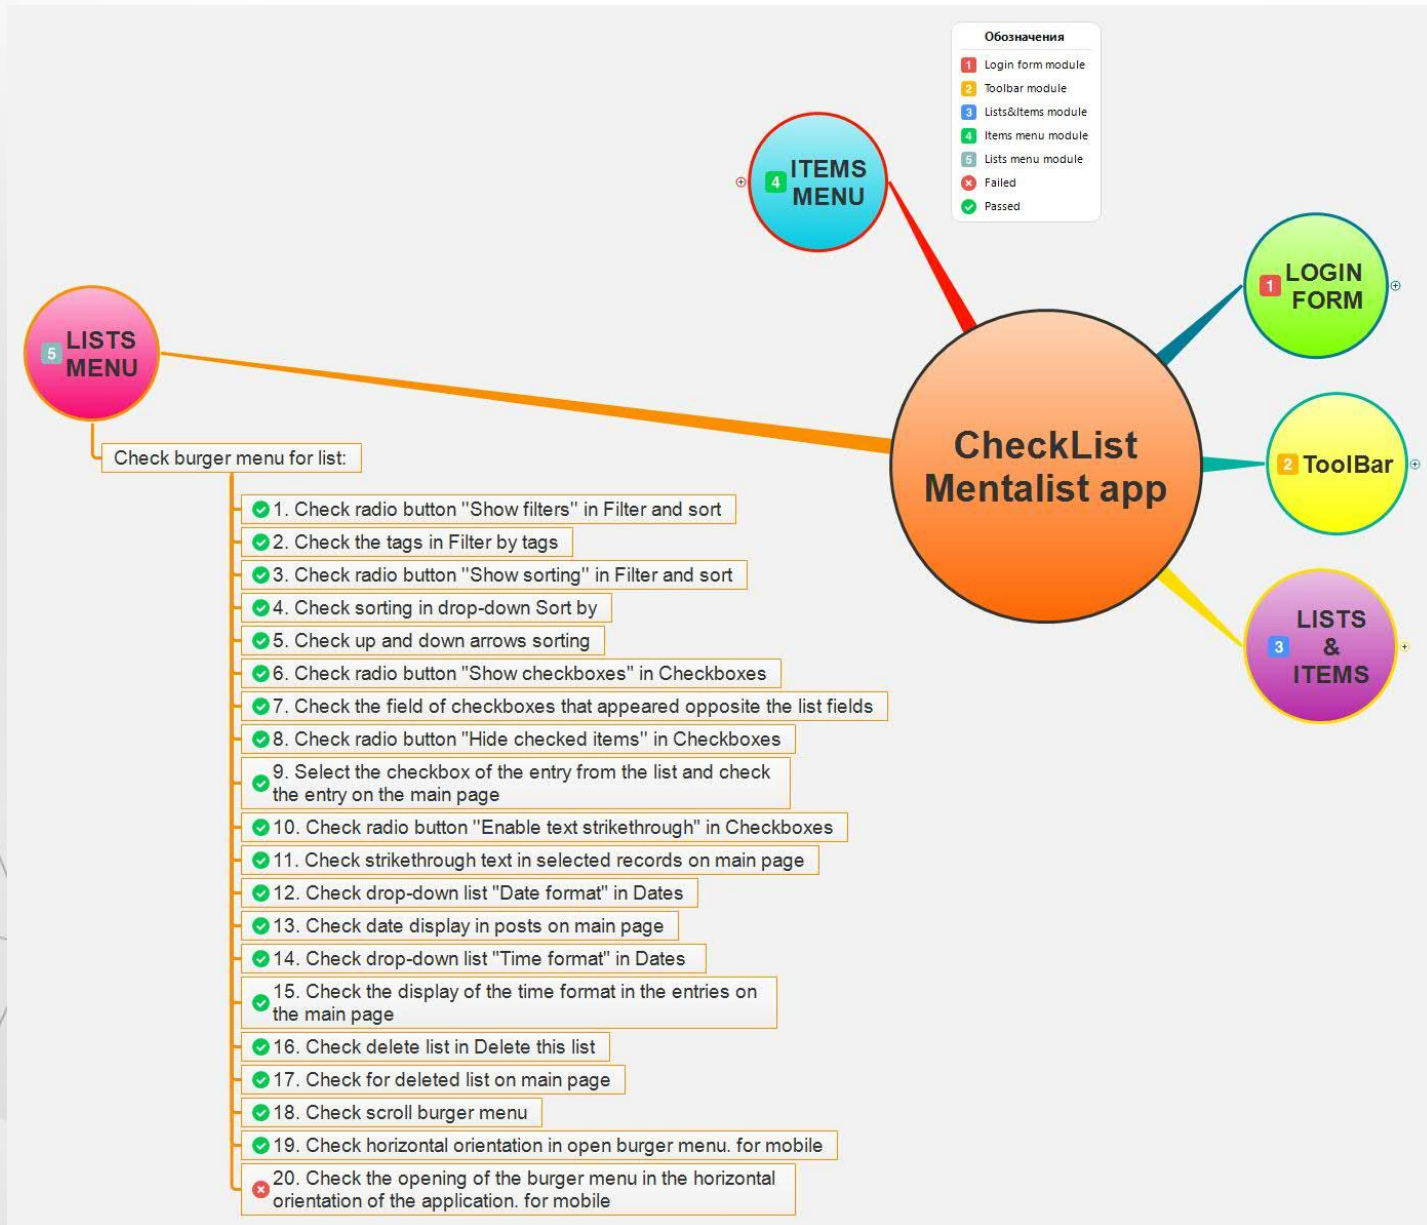 Обозначения
1 Login form module
2 Toolbar module
3 Lists&Items module
4 Items menu module
5 Lists menu module
Failed
Passed
4 ITEMS
MENU
1 LOGIN
FORM
5 LISTS
MENU
CheckList
Mentalist app
2 ToolBar
LISTS
3 &
ITEMS
Check burger menu for list:
1. Check radio button "Show filters" in Filter and sort
2. Check the tags in Filter by tags
3. Check radio button "Show sorting" in Filter and sort
4. Check sorting in drop-down Sort by
5. Check up and down arrows sorting
6. Check radio button "Show checkboxes" in Checkboxes
7. Check the field of checkboxes that appeared opposite the list fields
8. Check radio button "Hide checked items" in Checkboxes
9. Select the checkbox of the entry from the list and check
the entry on the main page
10. Check radio button "Enable text strikethrough" in Checkboxes
11. Check strikethrough text in selected records on main page
12. Check drop-down list "Date format" in Dates
13. Check date display in posts on main page
14. Check drop-down list "Time format" in Dates
15. Check the display of the time format in the entries on
the main page
16. Check delete list in Delete this list
17. Check for deleted list on main page
18. Check scroll burger menu
19. Check horizontal orientation in open burger menu. for mobile
20. Check the opening of the burger menu in the horizontal
orientation of the application. for mobile